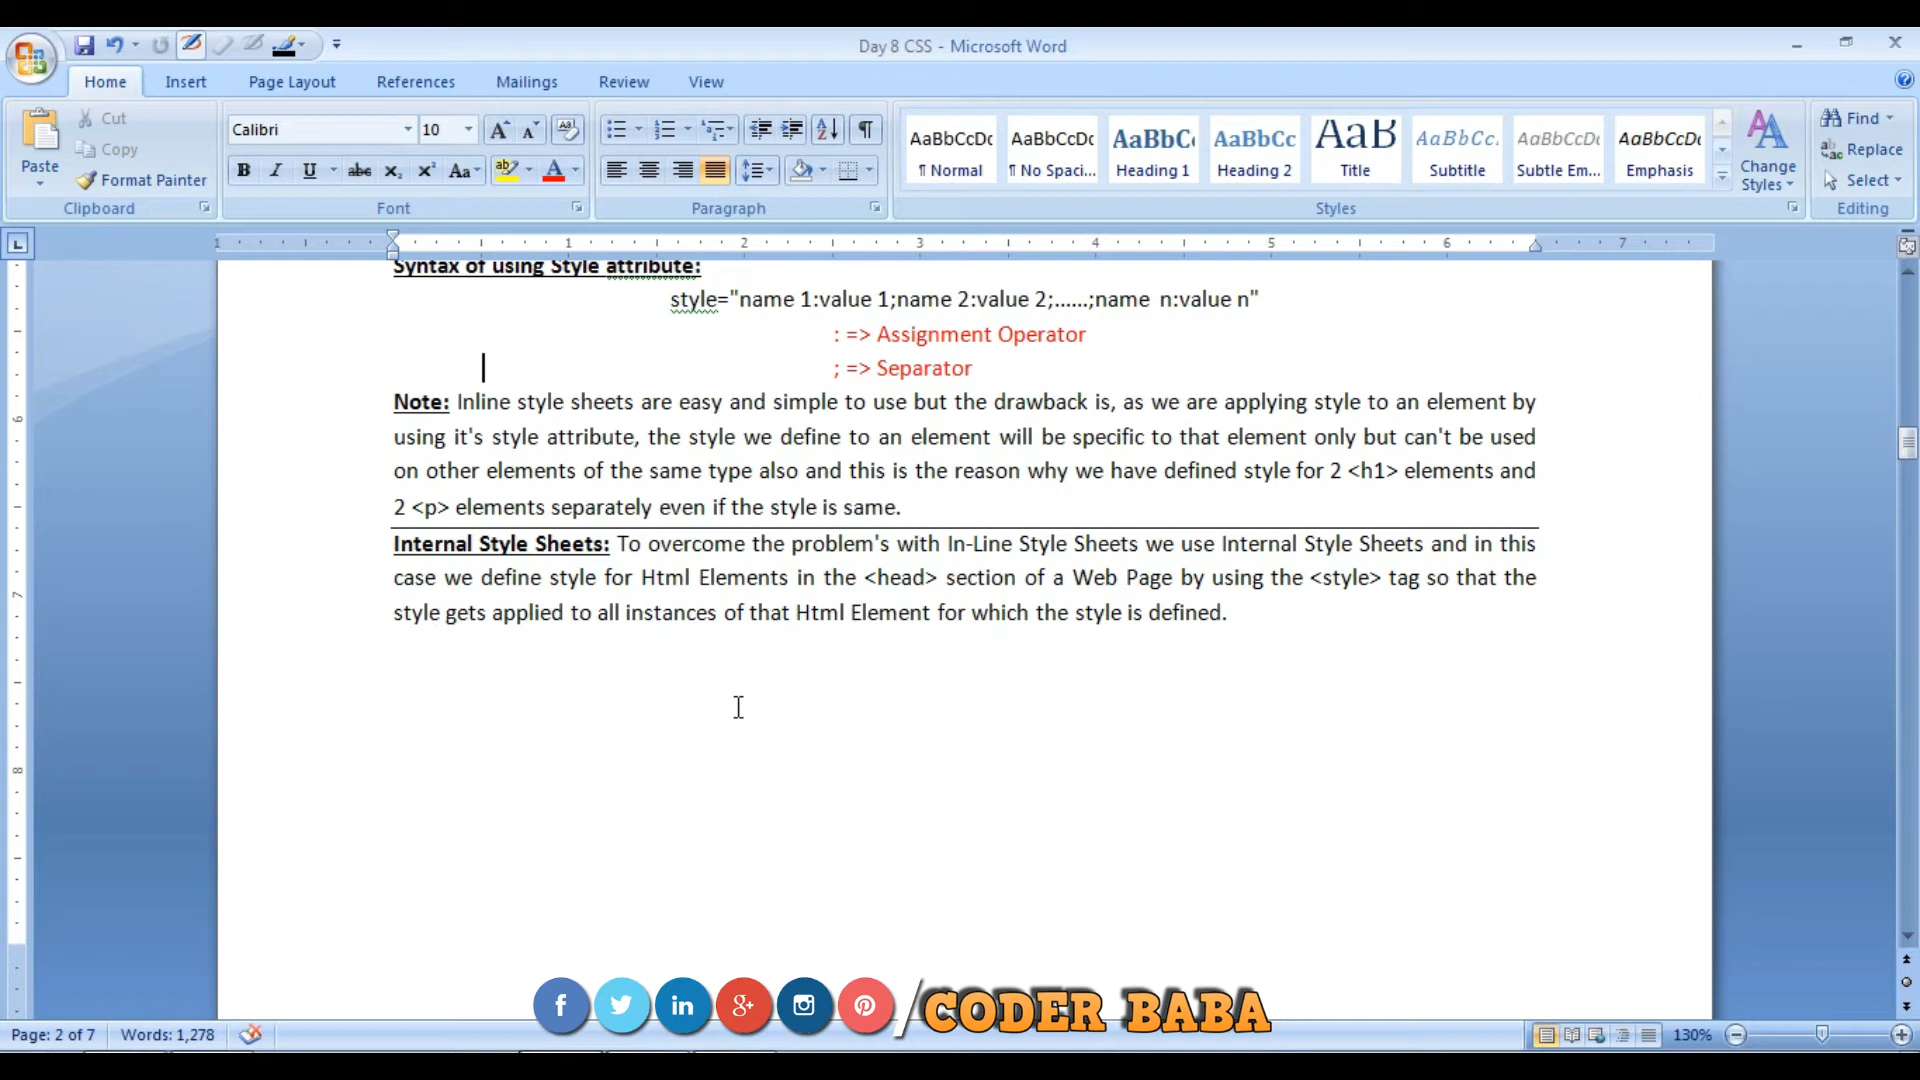 Day 8 CSS - Microsoft Word
Home Insert Page Layout References Mailings Review View
Paste
Cut
Copy
Format Painter
Clipboard
Calibri 10
Font
Paragraph
AaBbCcDc AaBbCcDc AaBbC AaBbCc AaB AaBbCc. AaBbCcDc AaBbCcDc
¶ Normal ¶ No Spaci... Heading 1 Heading 2 Title Subtitle Subtle Em... Emphasis
Styles
Change
Styles
Find
Replace
Select
Editing
1 1 2 3 4 5 6 7
Syntax of using Style attribute:
style="name 1:value 1;name 2:value 2;......;name n:value n"
: => Assignment Operator
; => Separator
Note: Inline style sheets are easy and simple to use but the drawback is, as we are applying style to an element by
using it's style attribute, the style we define to an element will be specific to that element only but can't be used
on other elements of the same type also and this is the reason why we have defined style for 2 <h1> elements and
2 <p> elements separately even if the style is same.
Internal Style Sheets: To overcome the problem's with In-Line Style Sheets we use Internal Style Sheets and in this
case we define style for Html Elements in the <head> section of a Web Page by using the <style> tag so that the
style gets applied to all instances of that Html Element for which the style is defined.
/CODER BABA
Page: 2 of 7 Words: 1,278 130%